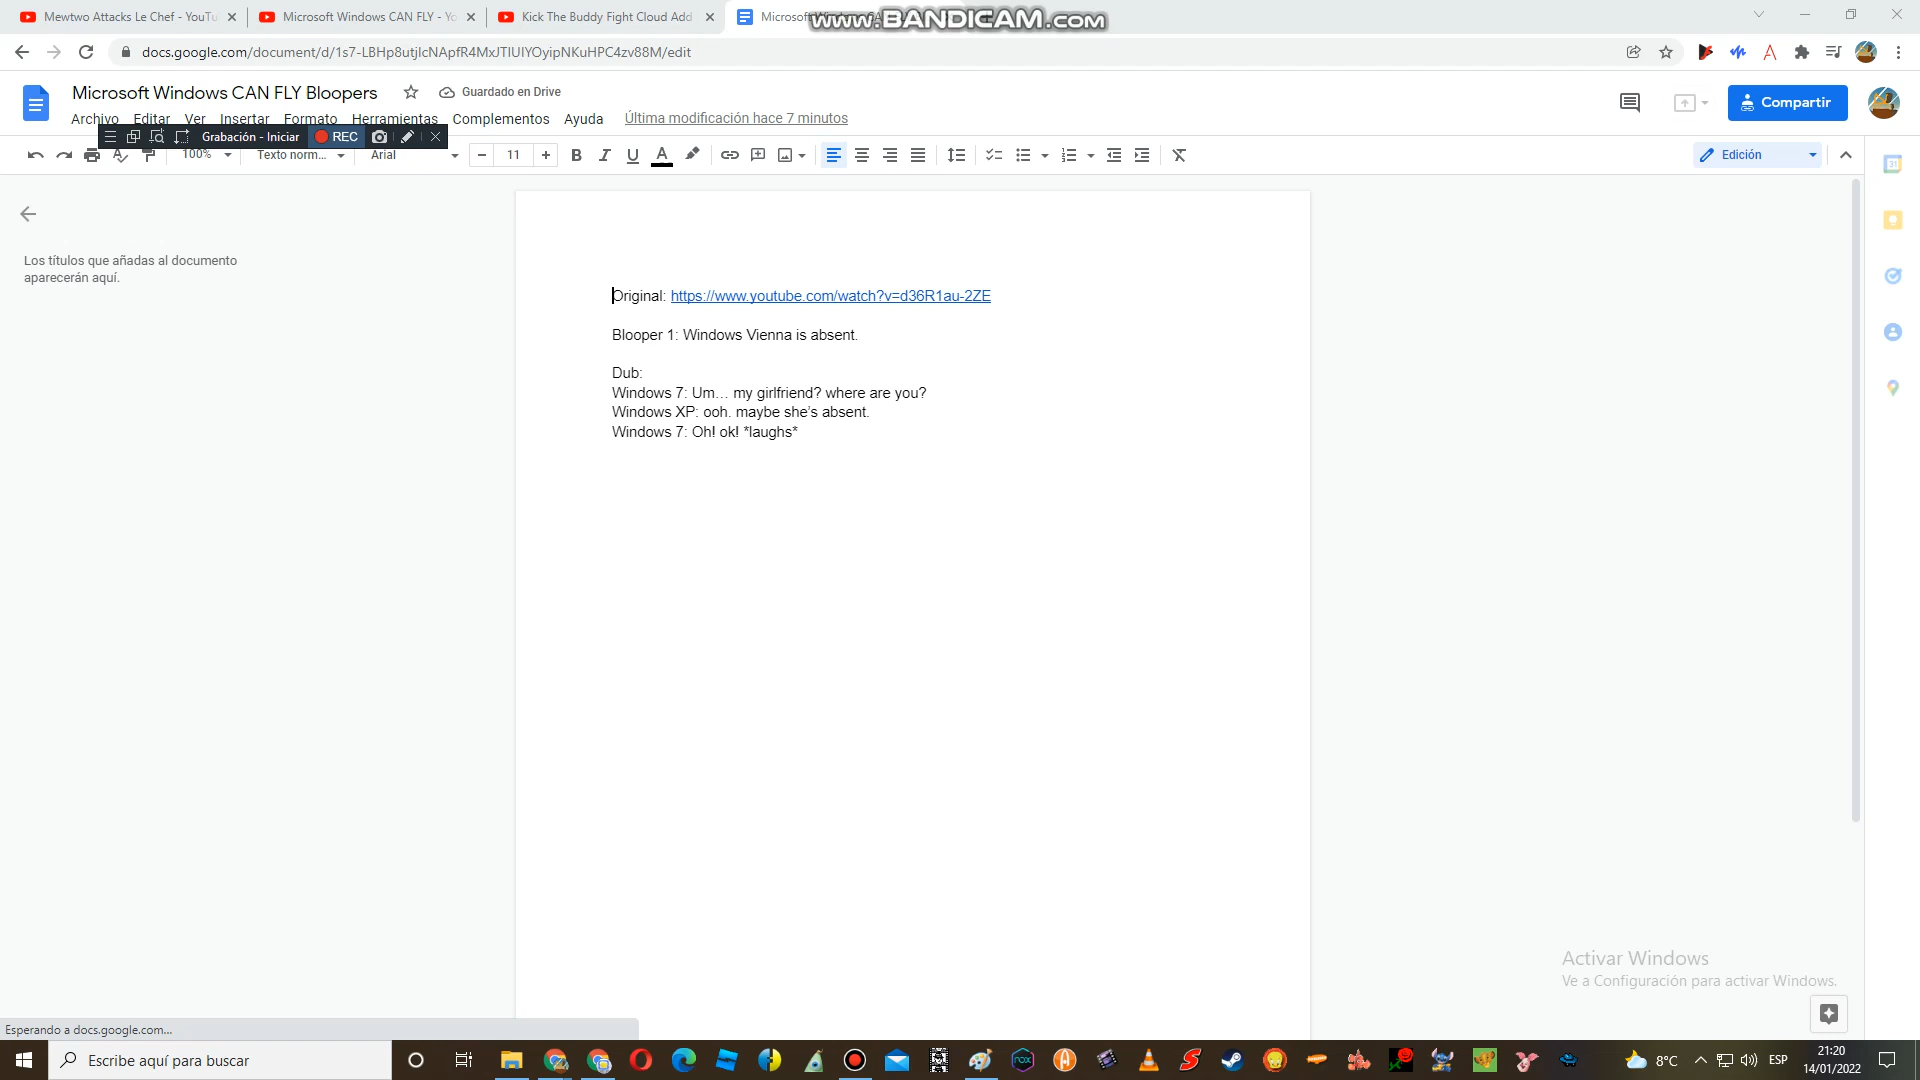 Mewtwo Attacks Le Chef - YouTu
Microsoft Windows CAN FLY - Yo
Kick The Buddy Fight Cloud Add
www.BANDICAM.com
docs.google.com/document/d/1s7-LBHp8utjIcNApfR4MxJTIUIYOyipNKuHPC4zv88M/edit
Microsoft Windows CAN FLY Bloopers
Guardado en Drive
Archivo Editar Ver Insertar Formato Herramientas Complementos Ayuda Última modificación hace 7 minutos
Compartir
Grabación - Iniciar REC
100% Texto norm... Arial 11
Edición
Los títulos que añadas al documento
aparecerán aquí.
Original: https://www.youtube.com/watch?v=d36R1au-2ZE
Blooper 1: Windows Vienna is absent.
Dub:
Windows 7: Um… my girlfriend? where are you?
Windows XP: ooh. maybe she's absent.
Windows 7: Oh! ok! *laughs*
Activar Windows
Ve a Configuración para activar Windows.
Esperando a docs.google.com...
Escribe aquí para buscar
8°C
ESP
21:20
14/01/2022